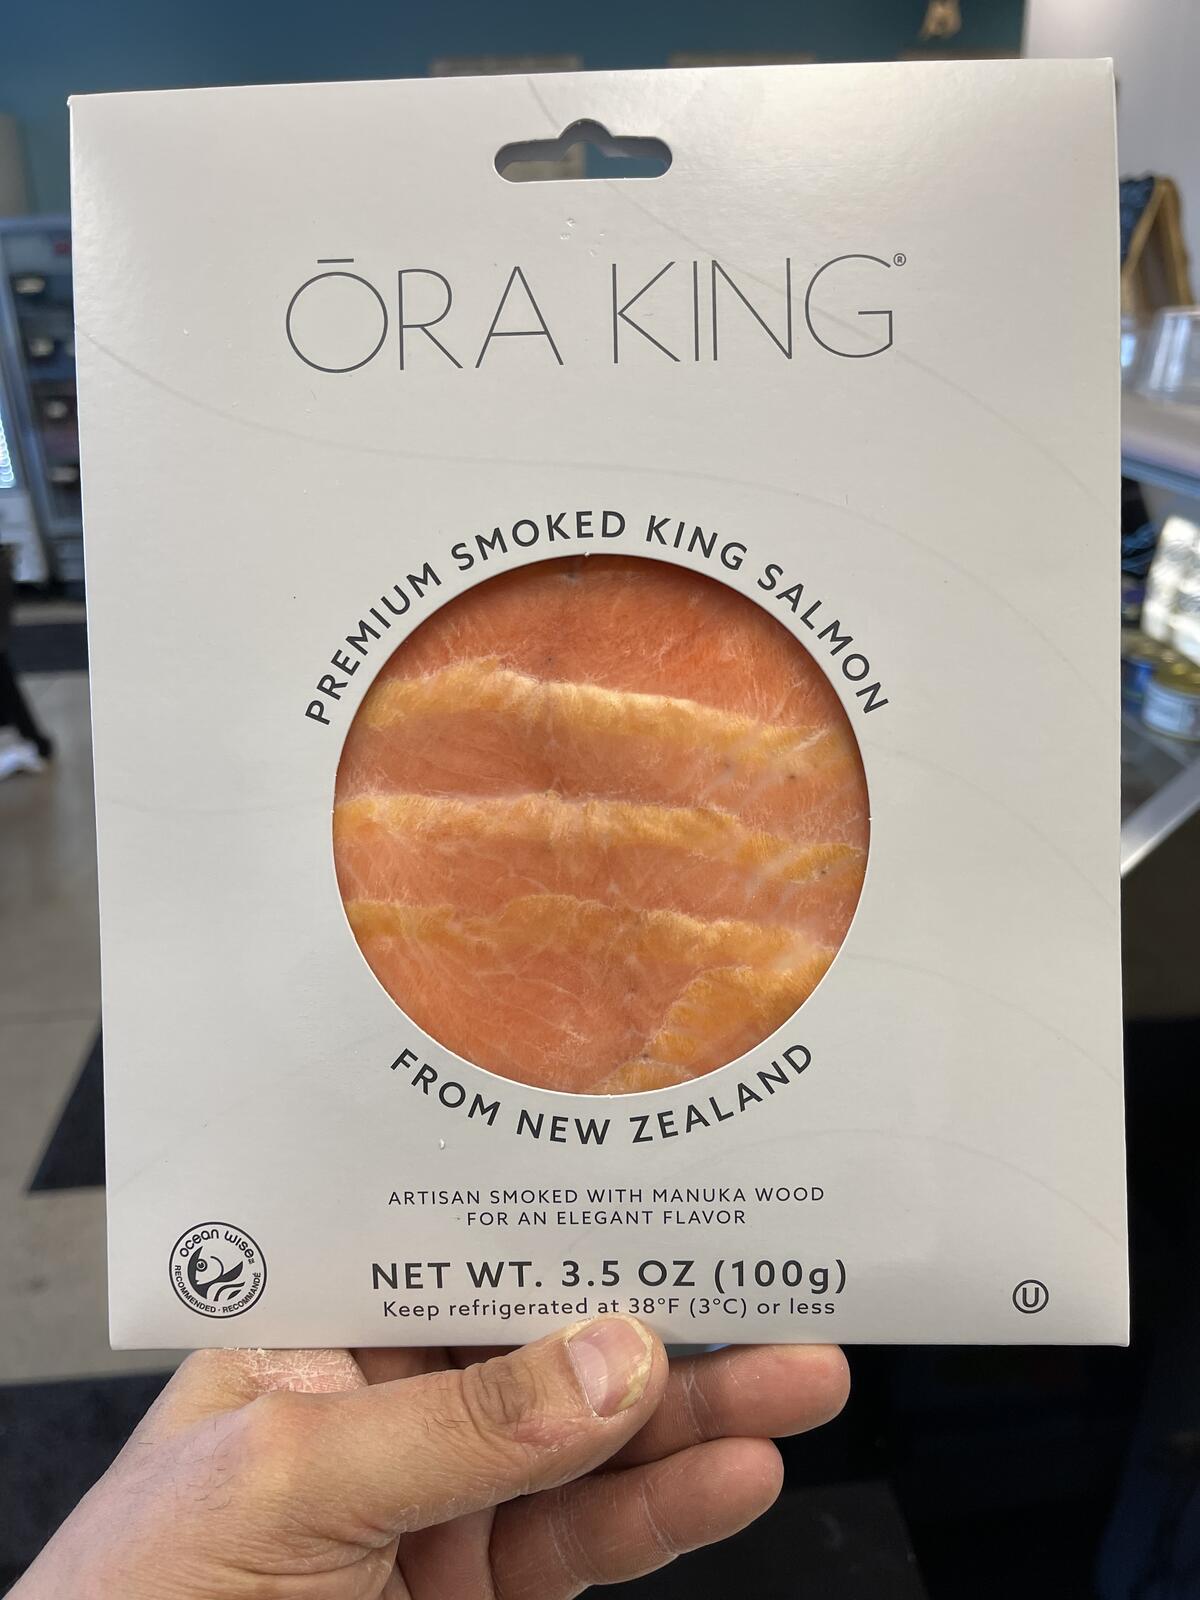 ŌRA KING®
PREMIUM SMOKED KING SALMON
FROM NEW ZEALAND
ARTISAN SMOKED WITH MANUKA WOOD
FOR AN ELEGANT FLAVOR
ocean wise
RECOMMENDED · RECOMMANDÉ
NET WT. 3.5 OZ (100g)
Keep refrigerated at 38°F (3°C) or less
U